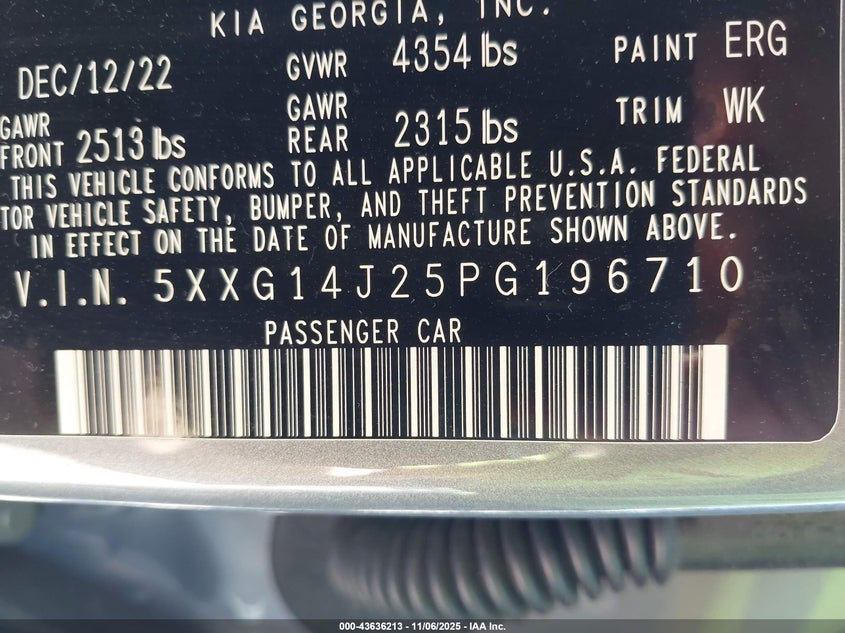 KIA GEORGIA, INC.
DEC/12/22 GVWR 4354 lbs PAINT ERG
GAWR FRONT 2513 lbs GAWR REAR 2315 lbs TRIM WK
THIS VEHICLE CONFORMS TO ALL APPLICABLE U.S.A. FEDERAL
TOR VEHICLE SAFETY, BUMPER, AND THEFT PREVENTION STANDARDS
IN EFFECT ON THE DATE OF MANUFACTURE SHOWN ABOVE.
V.I.N. 5XXG14J25PG196710
PASSENGER CAR
000-43636213 - 11/06/2025 - IAA Inc.